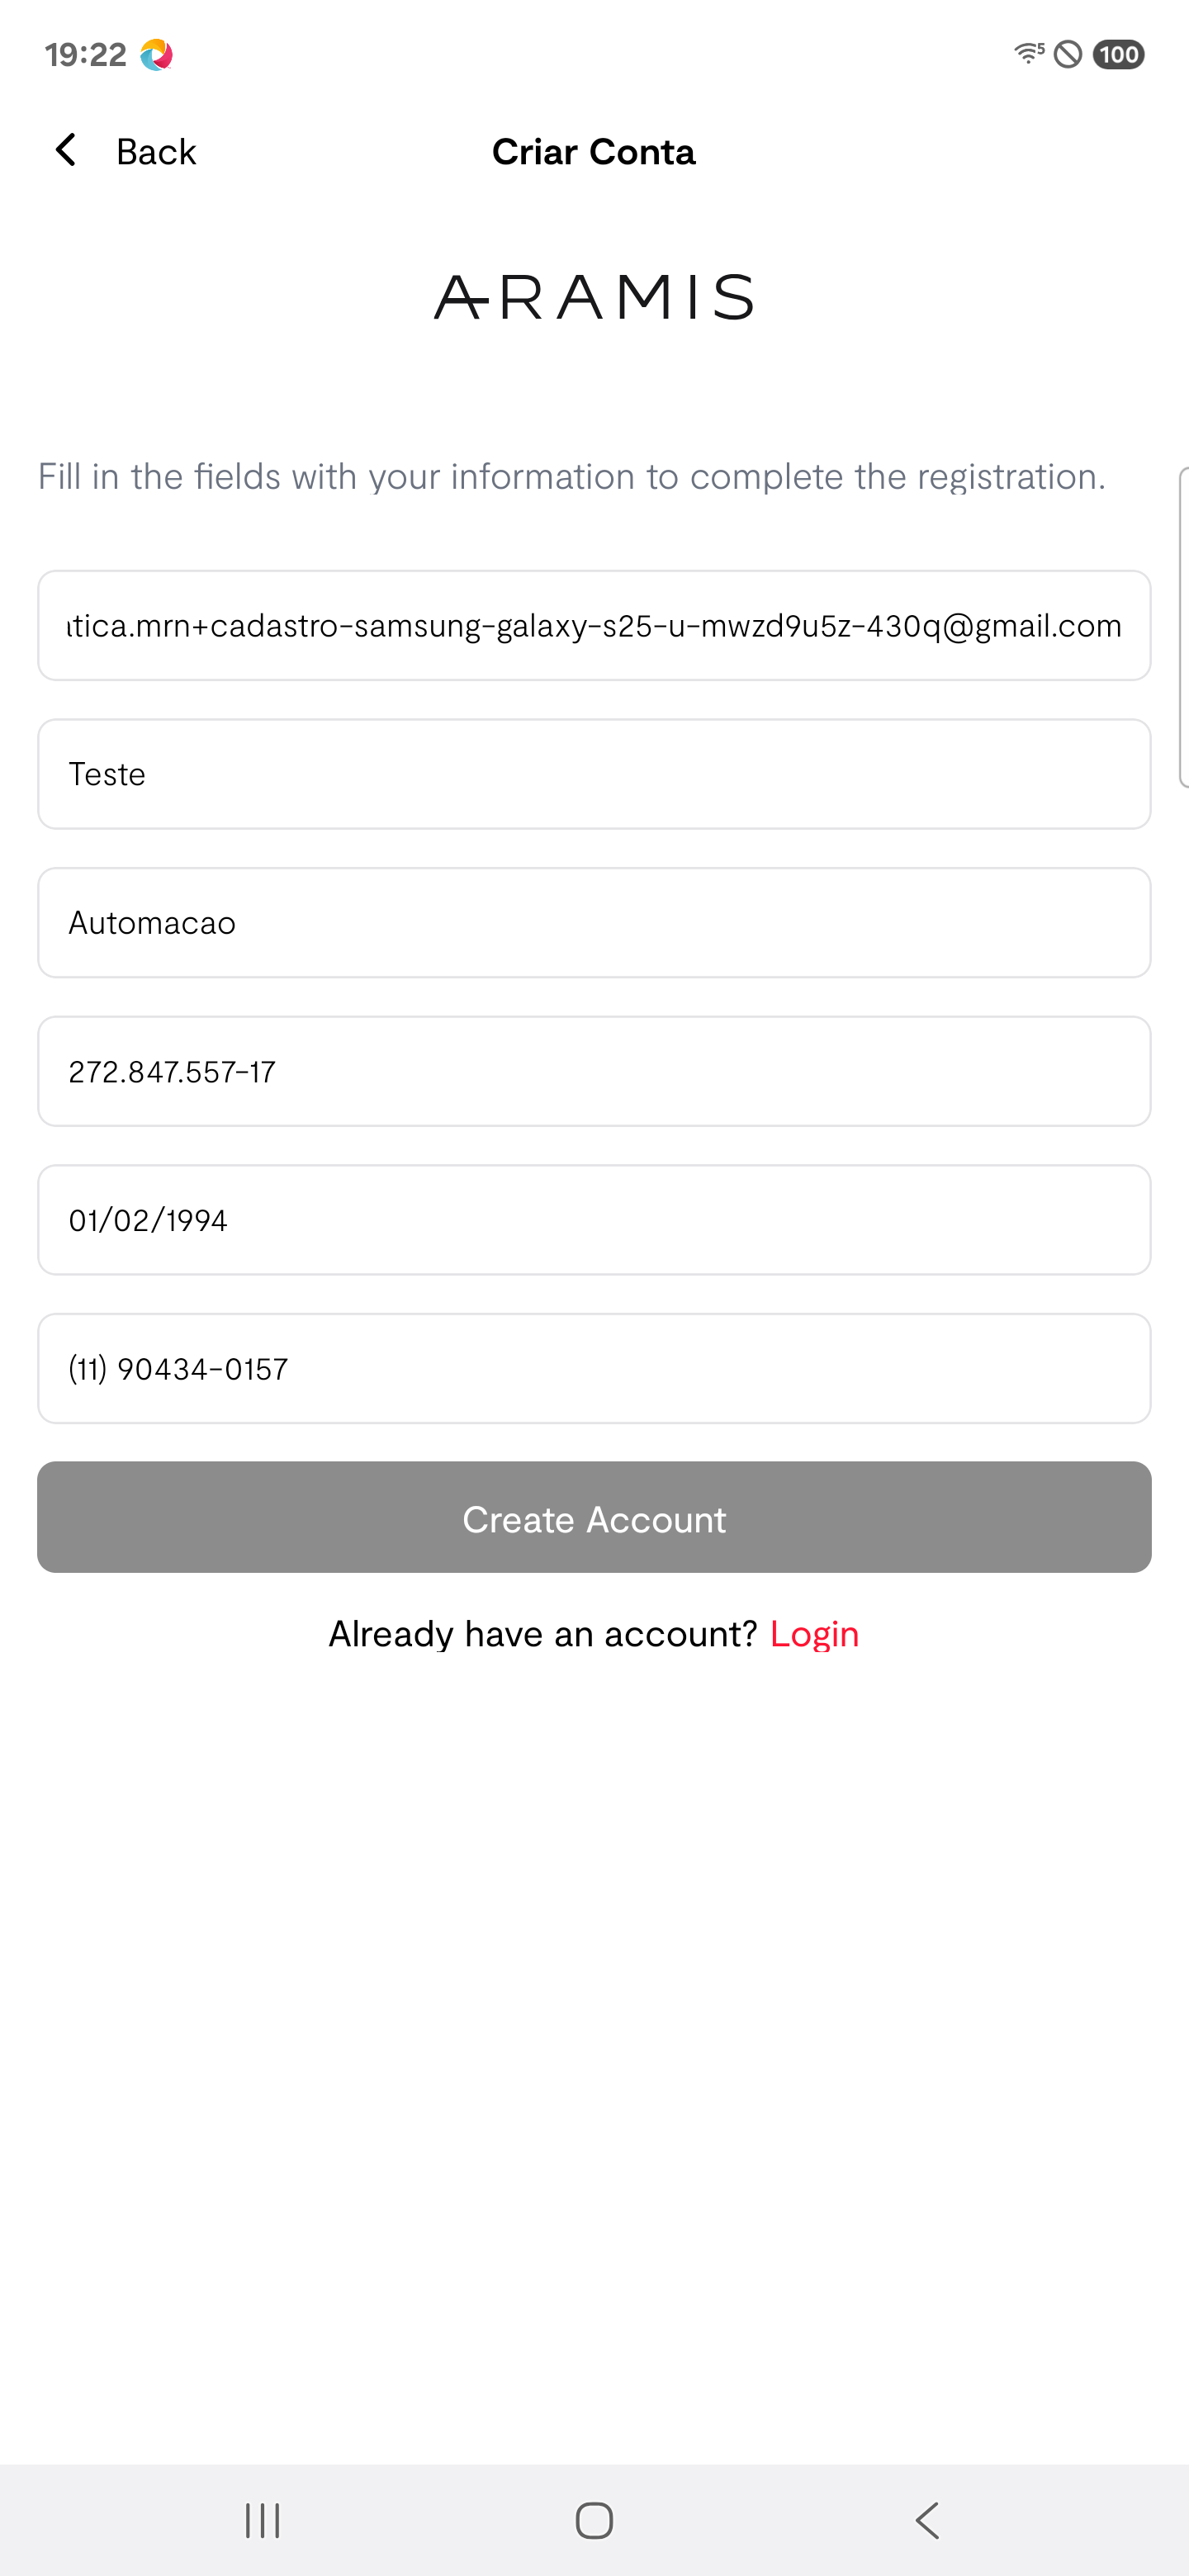 19:22
5
100
Back
Criar Conta
ARAMIS
Fill in the fields with your information to complete the registration.
tica.mrn+cadastro-samsung-galaxy-s25-u-mwzd9u5z-430q@gmail.com
Teste
Automacao
272.847.557-17
01/02/1994
(11) 90434-0157
Create Account
Already have an account? Login